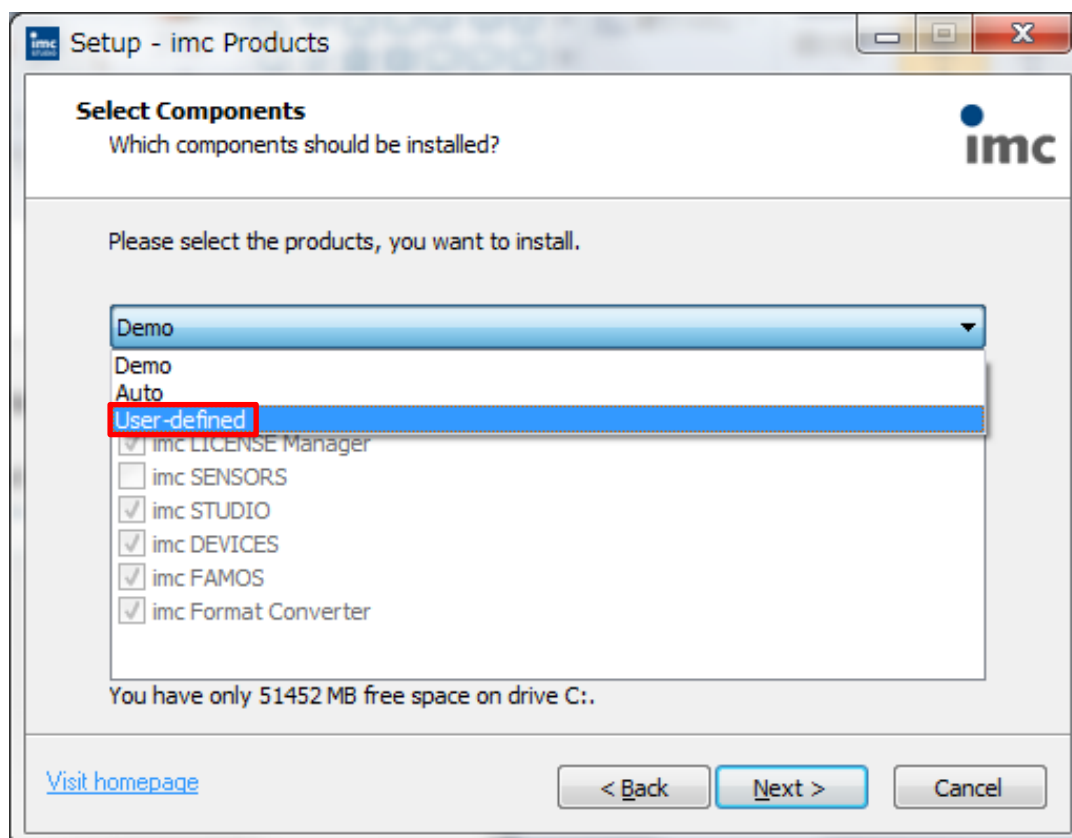 imc
STUDIO
Setup - imc Products
Select Components
Which components should be installed?
imc
Please select the products, you want to install.
Demo
Demo
Auto
User-defined
imc LICENSE Manager
imc SENSORS
imc STUDIO
imc DEVICES
imc FAMOS
imc Format Converter
You have only 51452 MB free space on drive C:.
Visit homepage
< Back
Next >
Cancel